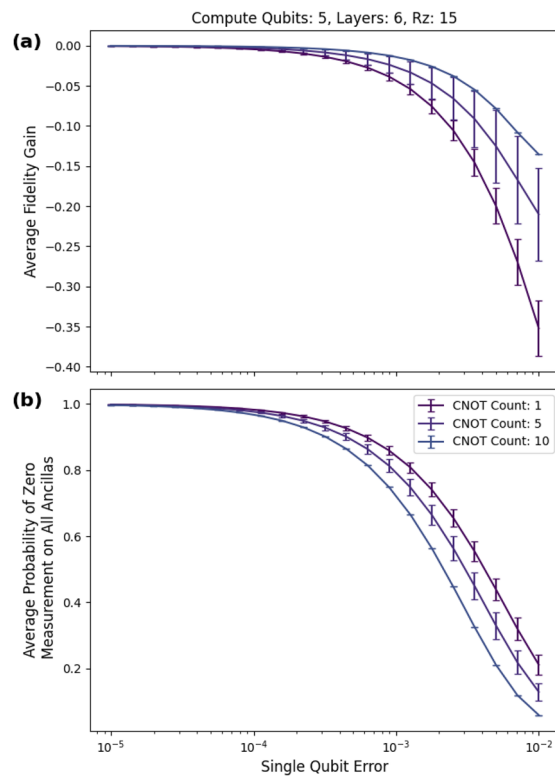 Compute Qubits: 5, Layers: 6, Rz: 15
(a)
0.00
−0.05
−0.10
−0.15
−0.20
−0.25
−0.30
−0.35
−0.40
Average Fidelity Gain
(b)
1.0
0.8
0.6
0.4
0.2
Average Probability of Zero
Measurement on All Ancillas
CNOT Count: 1
CNOT Count: 5
CNOT Count: 10
10⁻⁵
10⁻⁴
10⁻³
10⁻²
Single Qubit Error